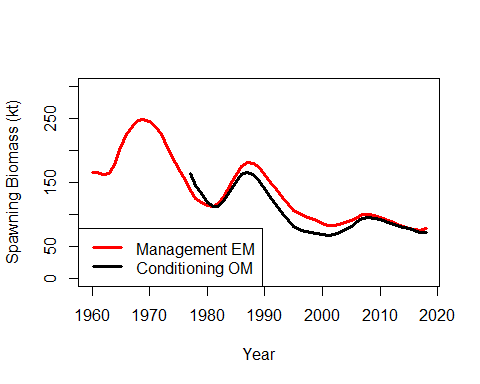 Spawning Biomass (kt)
250
150
50
0
Management EM
Conditioning OM
1960 1970 1980 1990 2000 2010 2020
Year